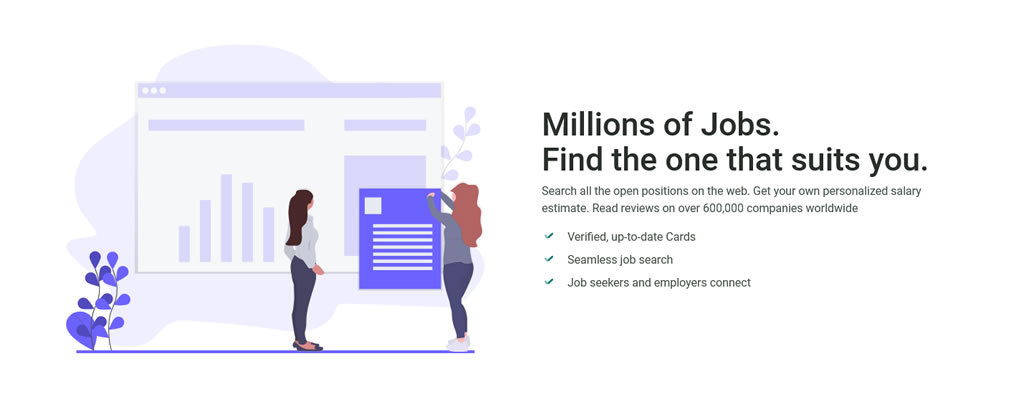 Millions of Jobs.
Find the one that suits you.
Search all the open positions on the web. Get your own personalized salary
estimate. Read reviews on over 600,000 companies worldwide
Verified, up-to-date Cards
Seamless job search
Job seekers and employers connect